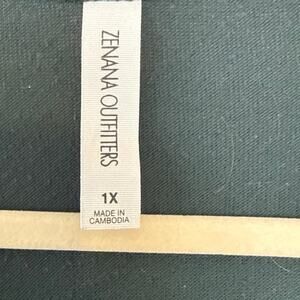 ZENANA OUTFITTERS
1X
MADE IN
CAMBODIA